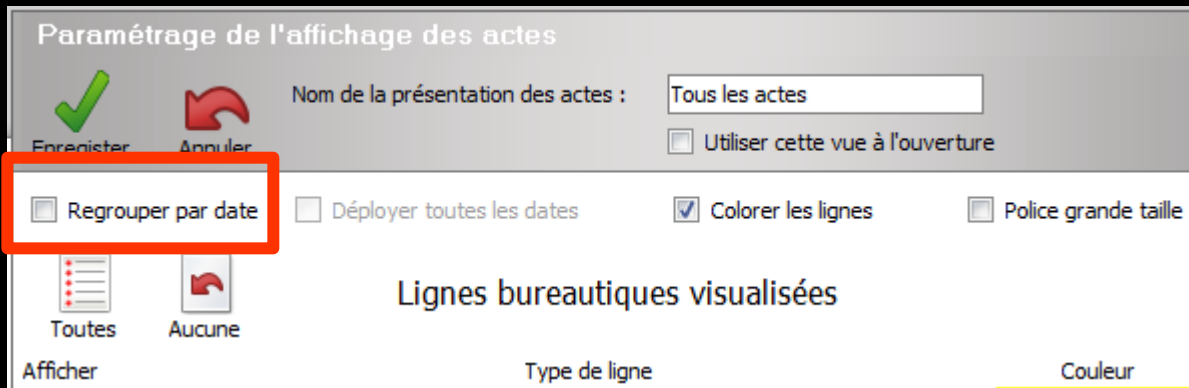 Paramétrage de l'affichage des actes
Nom de la présentation des actes : Tous les actes
Utiliser cette vue à l'ouverture
Enregister Annuler
Regrouper par date Déployer toutes les dates Colorer les lignes Police grande taille
Toutes Aucune
Lignes bureautiques visualisées
Afficher Type de ligne Couleur